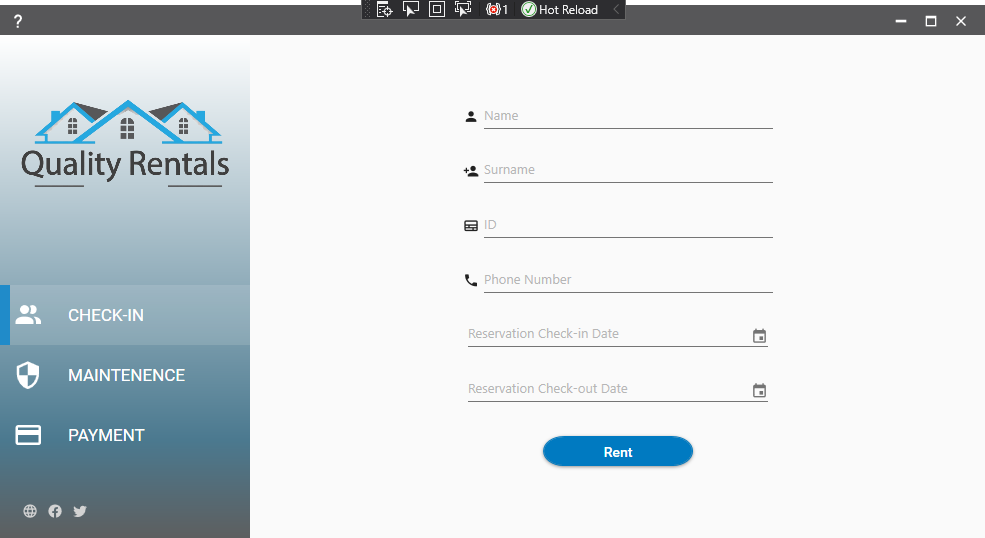 1 Hot Reload
?
Quality Rentals
CHECK-IN
MAINTENENCE
PAYMENT
Name
Surname
ID
Phone Number
Reservation Check-in Date
Reservation Check-out Date
Rent